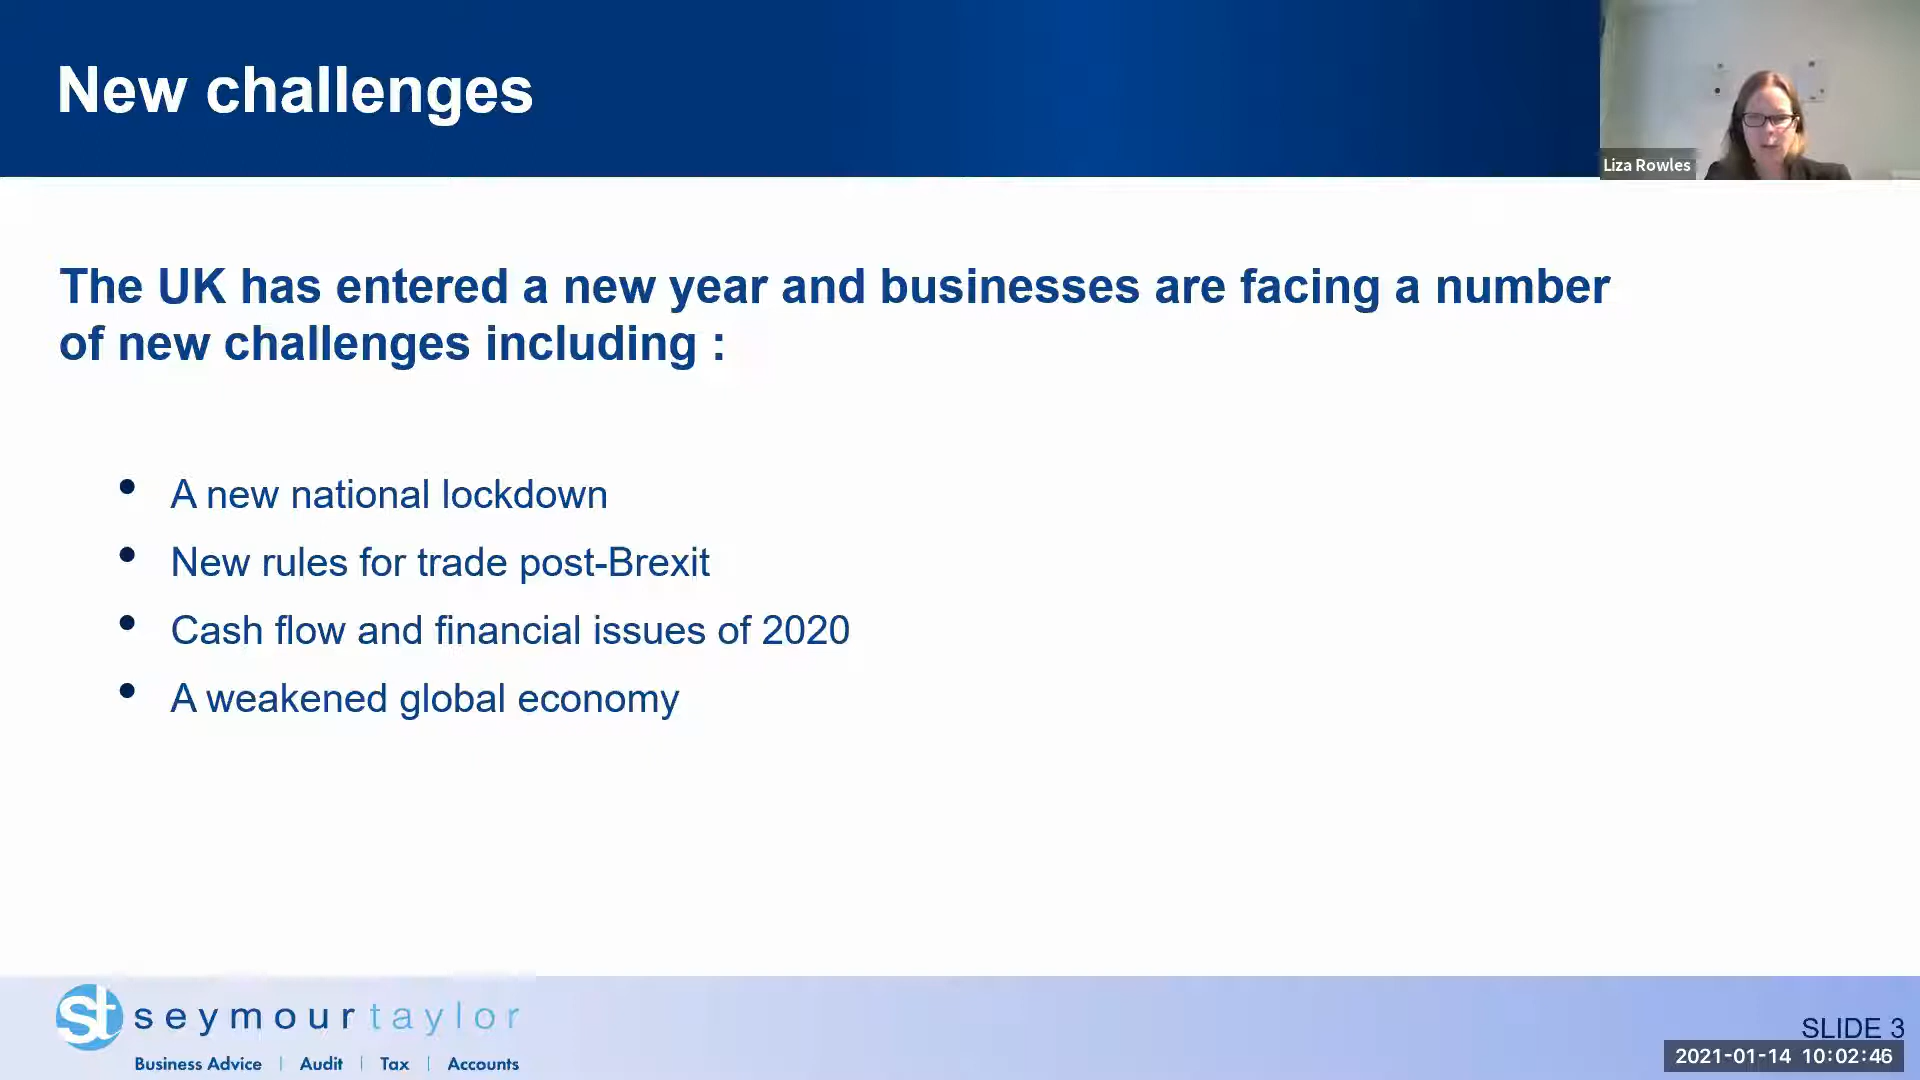 New challenges
Liza Rowles
The UK has entered a new year and businesses are facing a number
of new challenges including :
• A new national lockdown
• New rules for trade post-Brexit
• Cash flow and financial issues of 2020
• A weakened global economy
st seymourtaylor
Business Advice | Audit | Tax | Accounts
SLIDE 3
2021-01-14 10:02:46